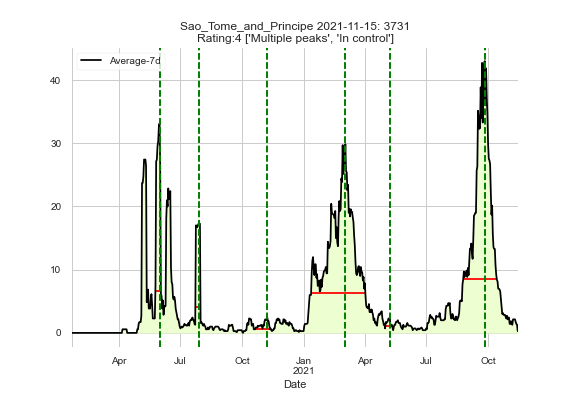 Sao_Tome_and_Principe 2021-11-15: 3731
Rating:4 ['Multiple peaks', 'In control']
Average-7d
40
30
20
10
0
Apr Jul Oct Jan Apr Jul Oct
2021
Date